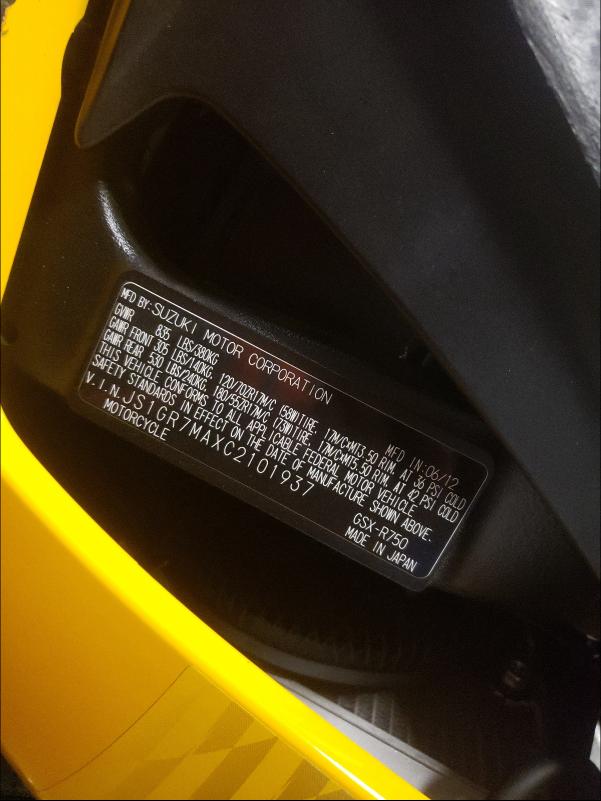 MFD BY: SUZUKI MOTOR CORPORATION MFD IN: 06/12
GVWR 835 LBS/380KG
GAWR FRONT 305 LBS/140KG. 120/70ZR17M/C (58W)TIRE. 17M/C×MT3.50 RIM. AT 36 PSI COLD
GAWR REAR 530 LBS/240KG. 180/55ZR17M/C (73W)TIRE. 17M/C×MT5.50 RIM. AT 42 PSI COLD
THIS VEHICLE CONFORMS TO ALL APPLICABLE FEDERAL MOTOR VEHICLE
SAFETY STANDARDS IN EFFECT ON THE DATE OF MANUFACTURE SHOWN ABOVE.
V.I.N. JS1GR7MAXC2101937 GSX-R750
MOTORCYCLE MADE IN JAPAN